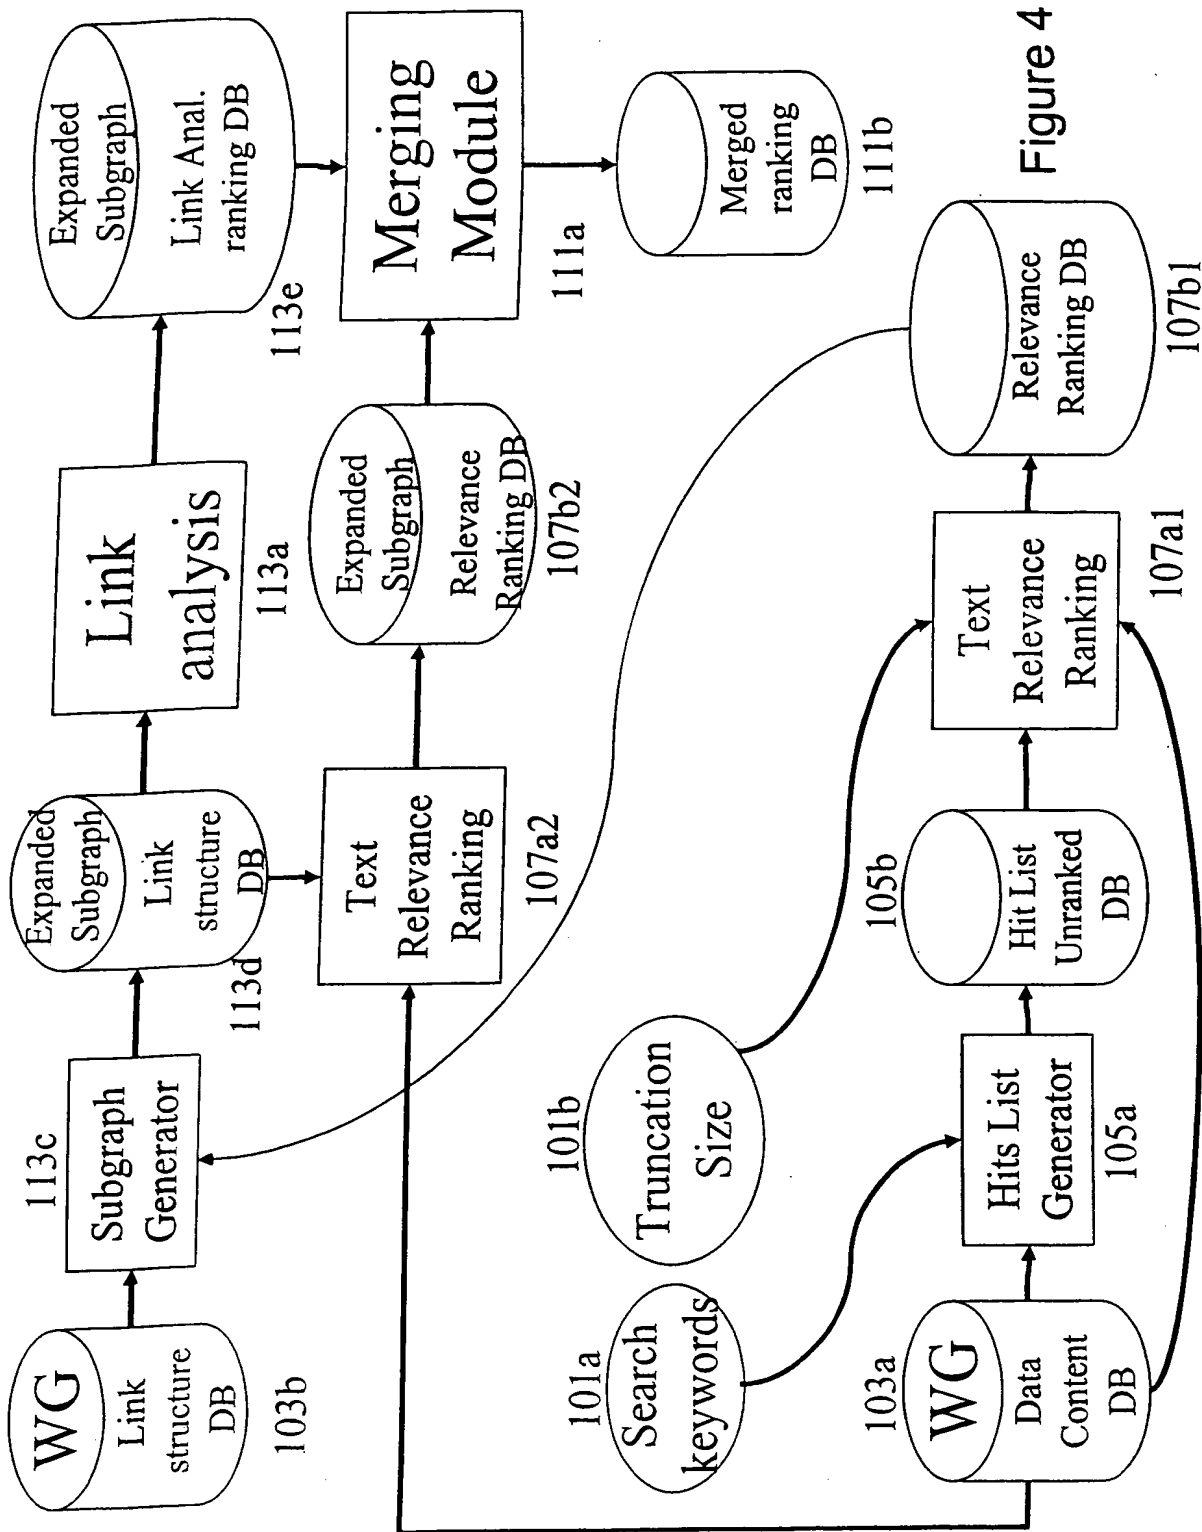 WG
Link
structure
DB
103b
113c
Subgraph
Generator
Expanded
Subgraph
Link
structure
DB
113d
Link
analysis
113a
Expanded
Subgraph
Link Anal.
ranking DB
113e
Text
Relevance
Ranking
107a2
Expanded
Subgraph
Relevance
Ranking DB
107b2
Merging
Module
111a
Merged
ranking
DB
111b
101a
Search
keywords
101b
Truncation
Size
103a
WG
Data
Content
DB
Hits List
Generator
105a
105b
Hit List
Unranked
DB
Text
Relevance
Ranking
107a1
Relevance
Ranking DB
107b1
Figure 4